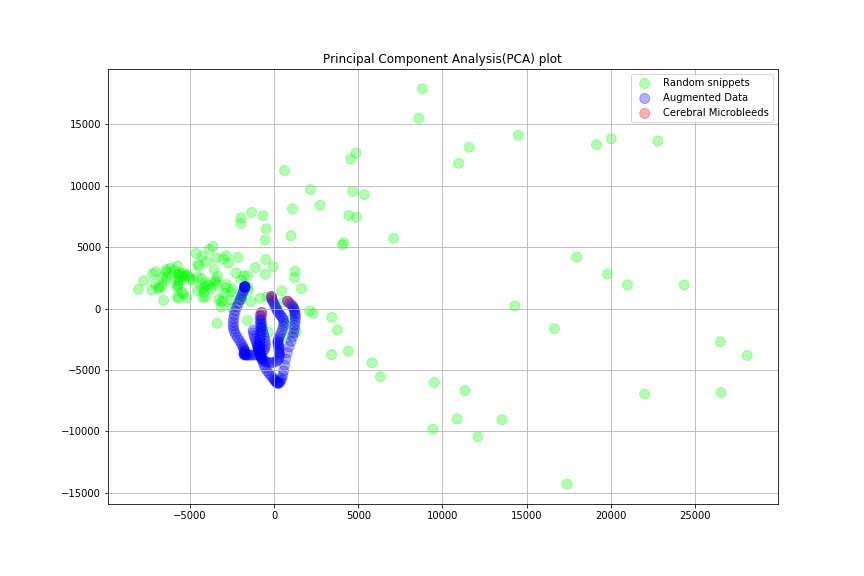 Principal Component Analysis(PCA) plot
Random snippets
Augmented Data
Cerebral Microbleeds
15000
10000
5000
0
−5000
−10000
−15000
−5000 0 5000 10000 15000 20000 25000